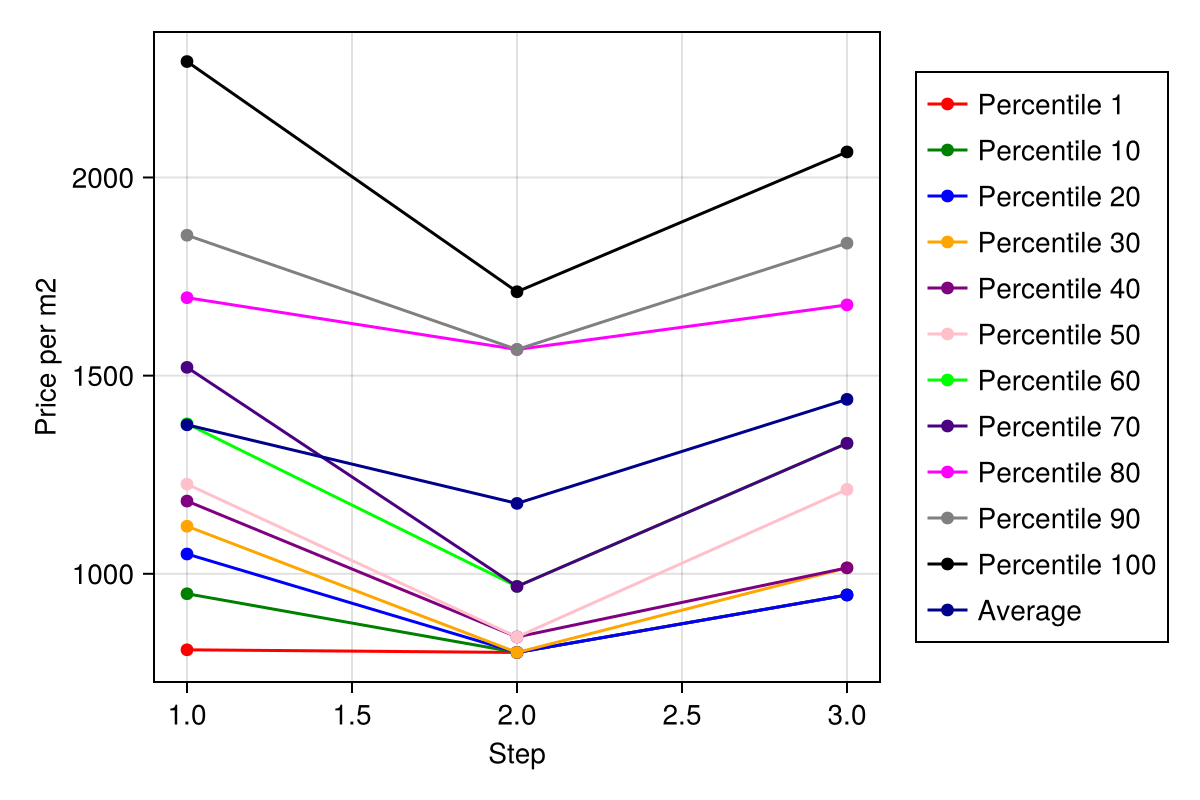 2000
1500
1000
Price per m2
1.0 1.5 2.0 2.5 3.0
Step
Percentile 1
Percentile 10
Percentile 20
Percentile 30
Percentile 40
Percentile 50
Percentile 60
Percentile 70
Percentile 80
Percentile 90
Percentile 100
Average